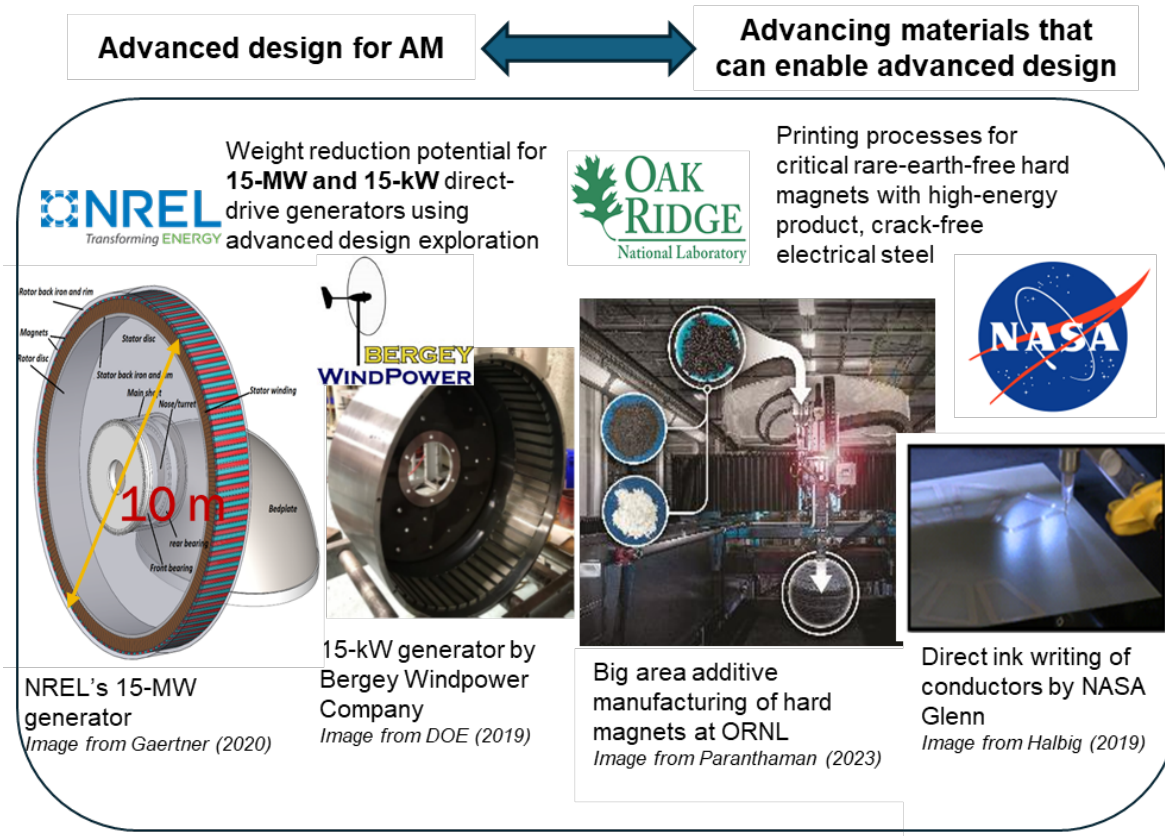 Advanced design for AM
Advancing materials that
can enable advanced design
NREL
Transforming ENERGY
Weight reduction potential for
15-MW and 15-kW direct-
drive generators using
advanced design exploration
OAK
RIDGE
National Laboratory
Printing processes for
critical rare-earth-free hard
magnets with high-energy
product, crack-free
electrical steel
NASA
BERGEY
WINDPOWER
Rotor back iron and rim
Magnets
Rotor disc
Stator disc
Stator back iron and rim
Main shaft
Nose/turret
Stator winding
10 m
Bedplate
rear bearing
Front bearing
NREL's 15-MW
generator
Image from Gaertner (2020)
15-kW generator by
Bergey Windpower
Company
Image from DOE (2019)
Big area additive
manufacturing of hard
magnets at ORNL
Image from Paranthaman (2023)
Direct ink writing of
conductors by NASA
Glenn
Image from Halbig (2019)